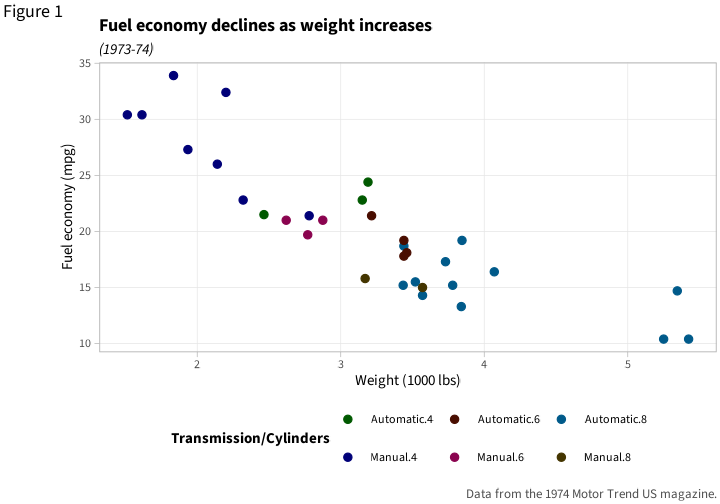 Figure 1
Fuel economy declines as weight increases
(1973-74)
35
30
25
20
15
10
Fuel economy (mpg)
2 3 4 5
Weight (1000 lbs)
Transmission/Cylinders
Automatic.4 Automatic.6 Automatic.8
Manual.4 Manual.6 Manual.8
Data from the 1974 Motor Trend US magazine.